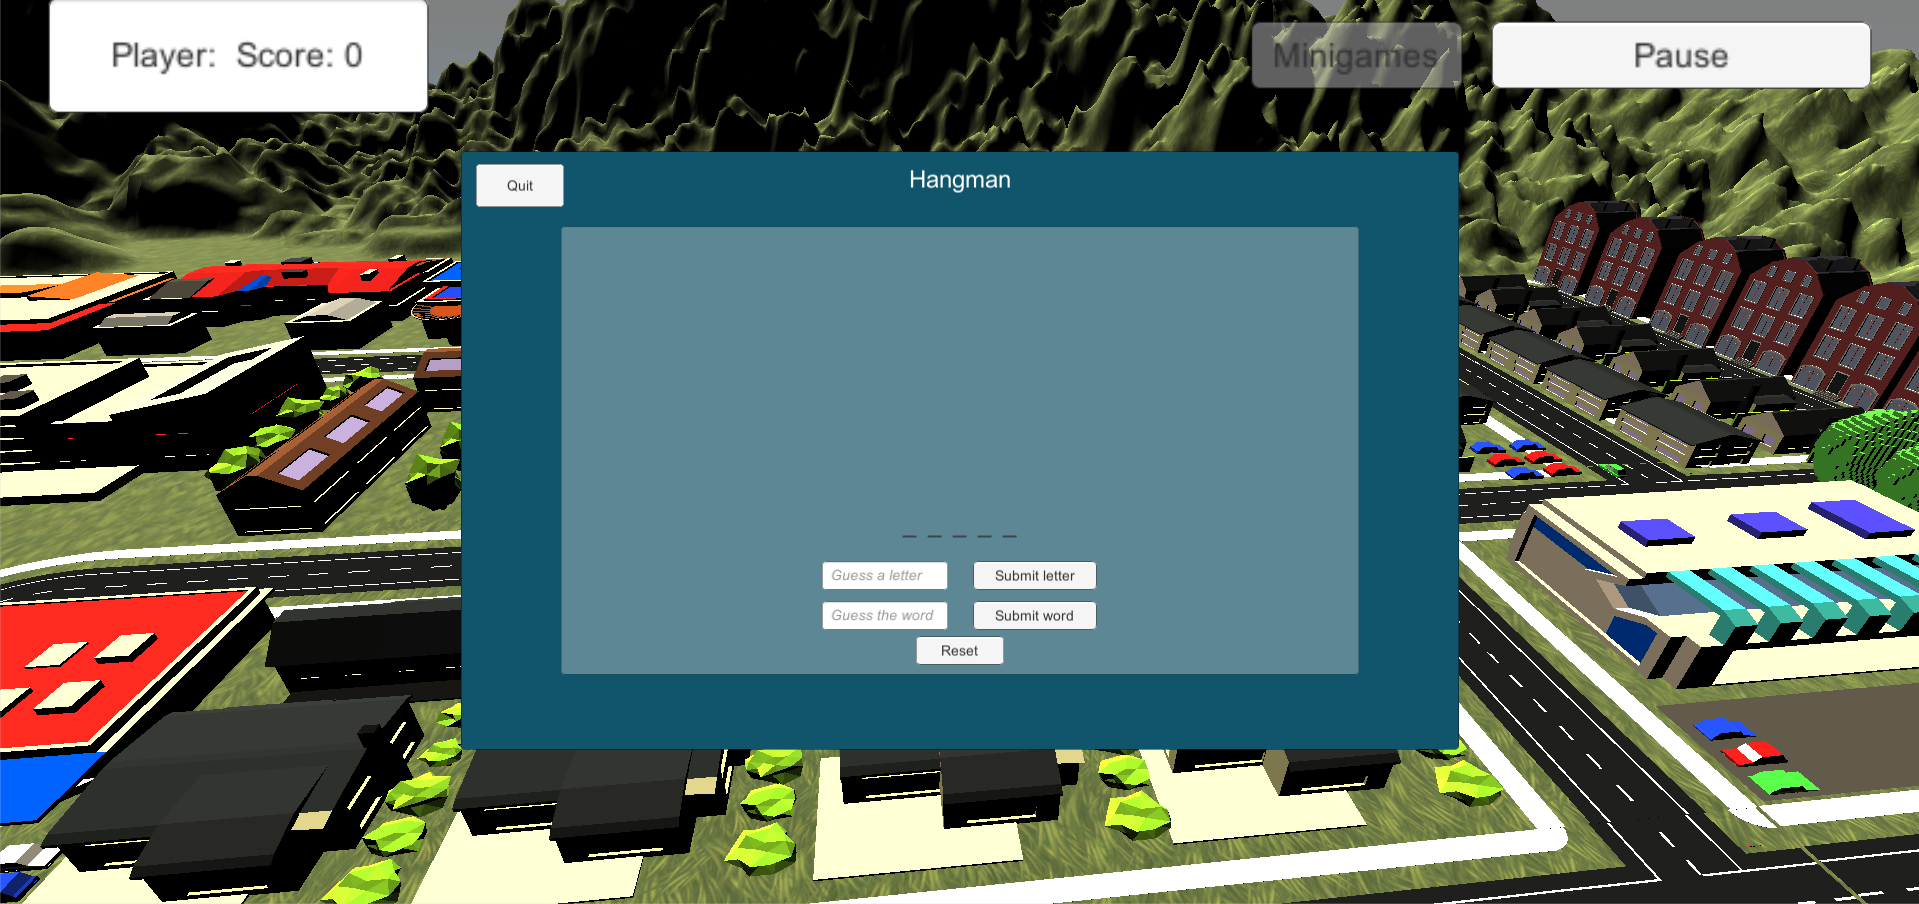 Player:  Score: 0
Minigames
Pause
Quit
Hangman
_ _ _ _ _
Guess a letter
Submit letter
Guess the word
Submit word
Reset